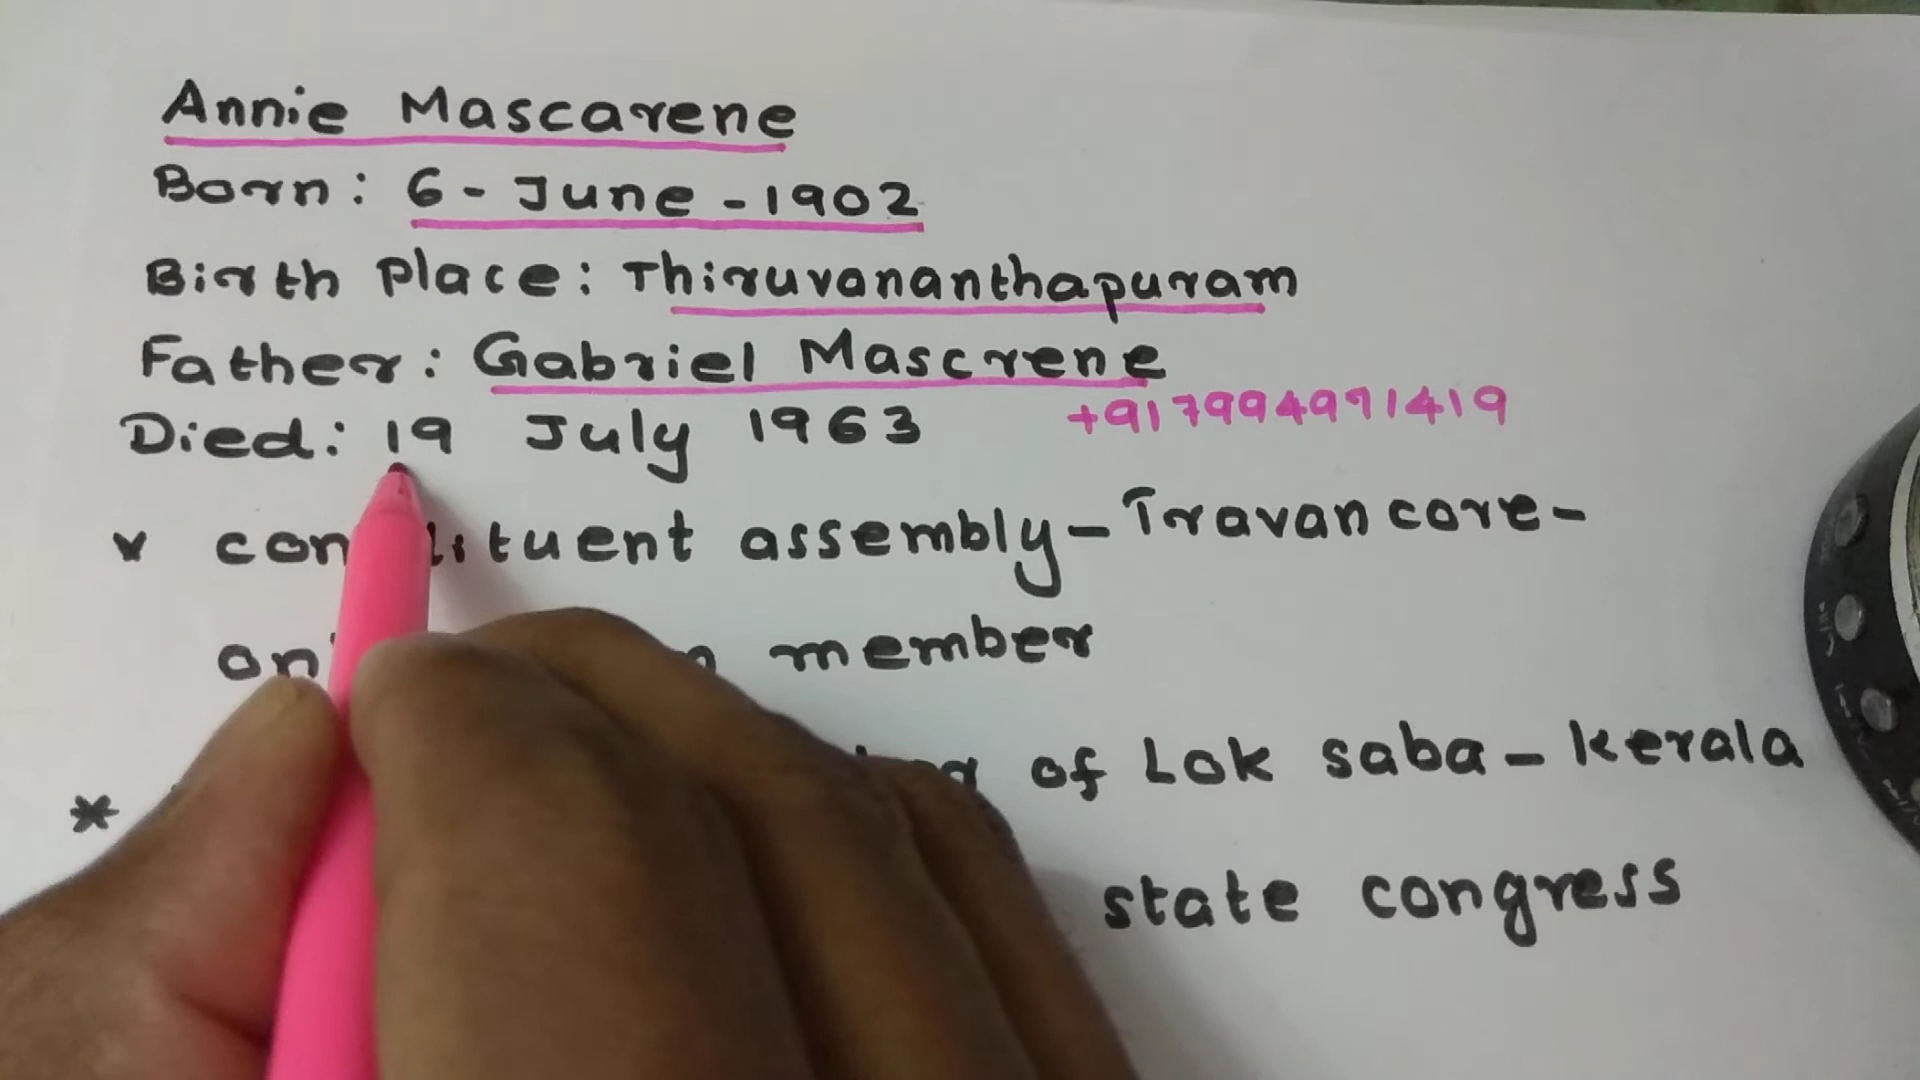 Annie Mascarene
Born: 6 - June - 1902
Birth Place: Thiruvananthapuram
Father: Gabriel Mascrene
Died: 19 July 1963 +917994971419
constituent assembly - Travancore -
member
* of Lok saba - kerala
state congress